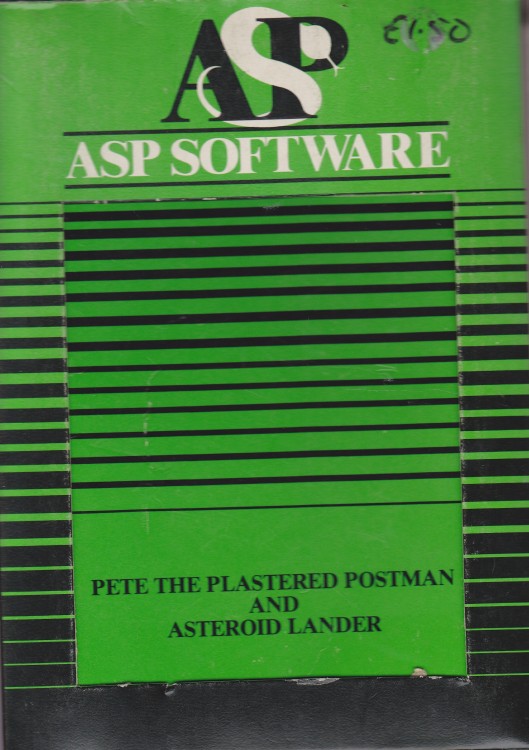 ASP
£1.50
ASP SOFTWARE
PETE THE PLASTERED POSTMAN
AND
ASTEROID LANDER